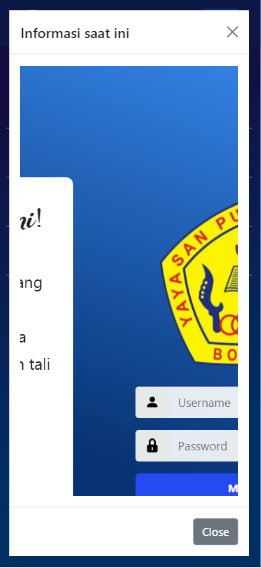 Informasi saat ini
ni!
ang
a
n tali
YAYASAN PU
BO
Username
Password
M
Close